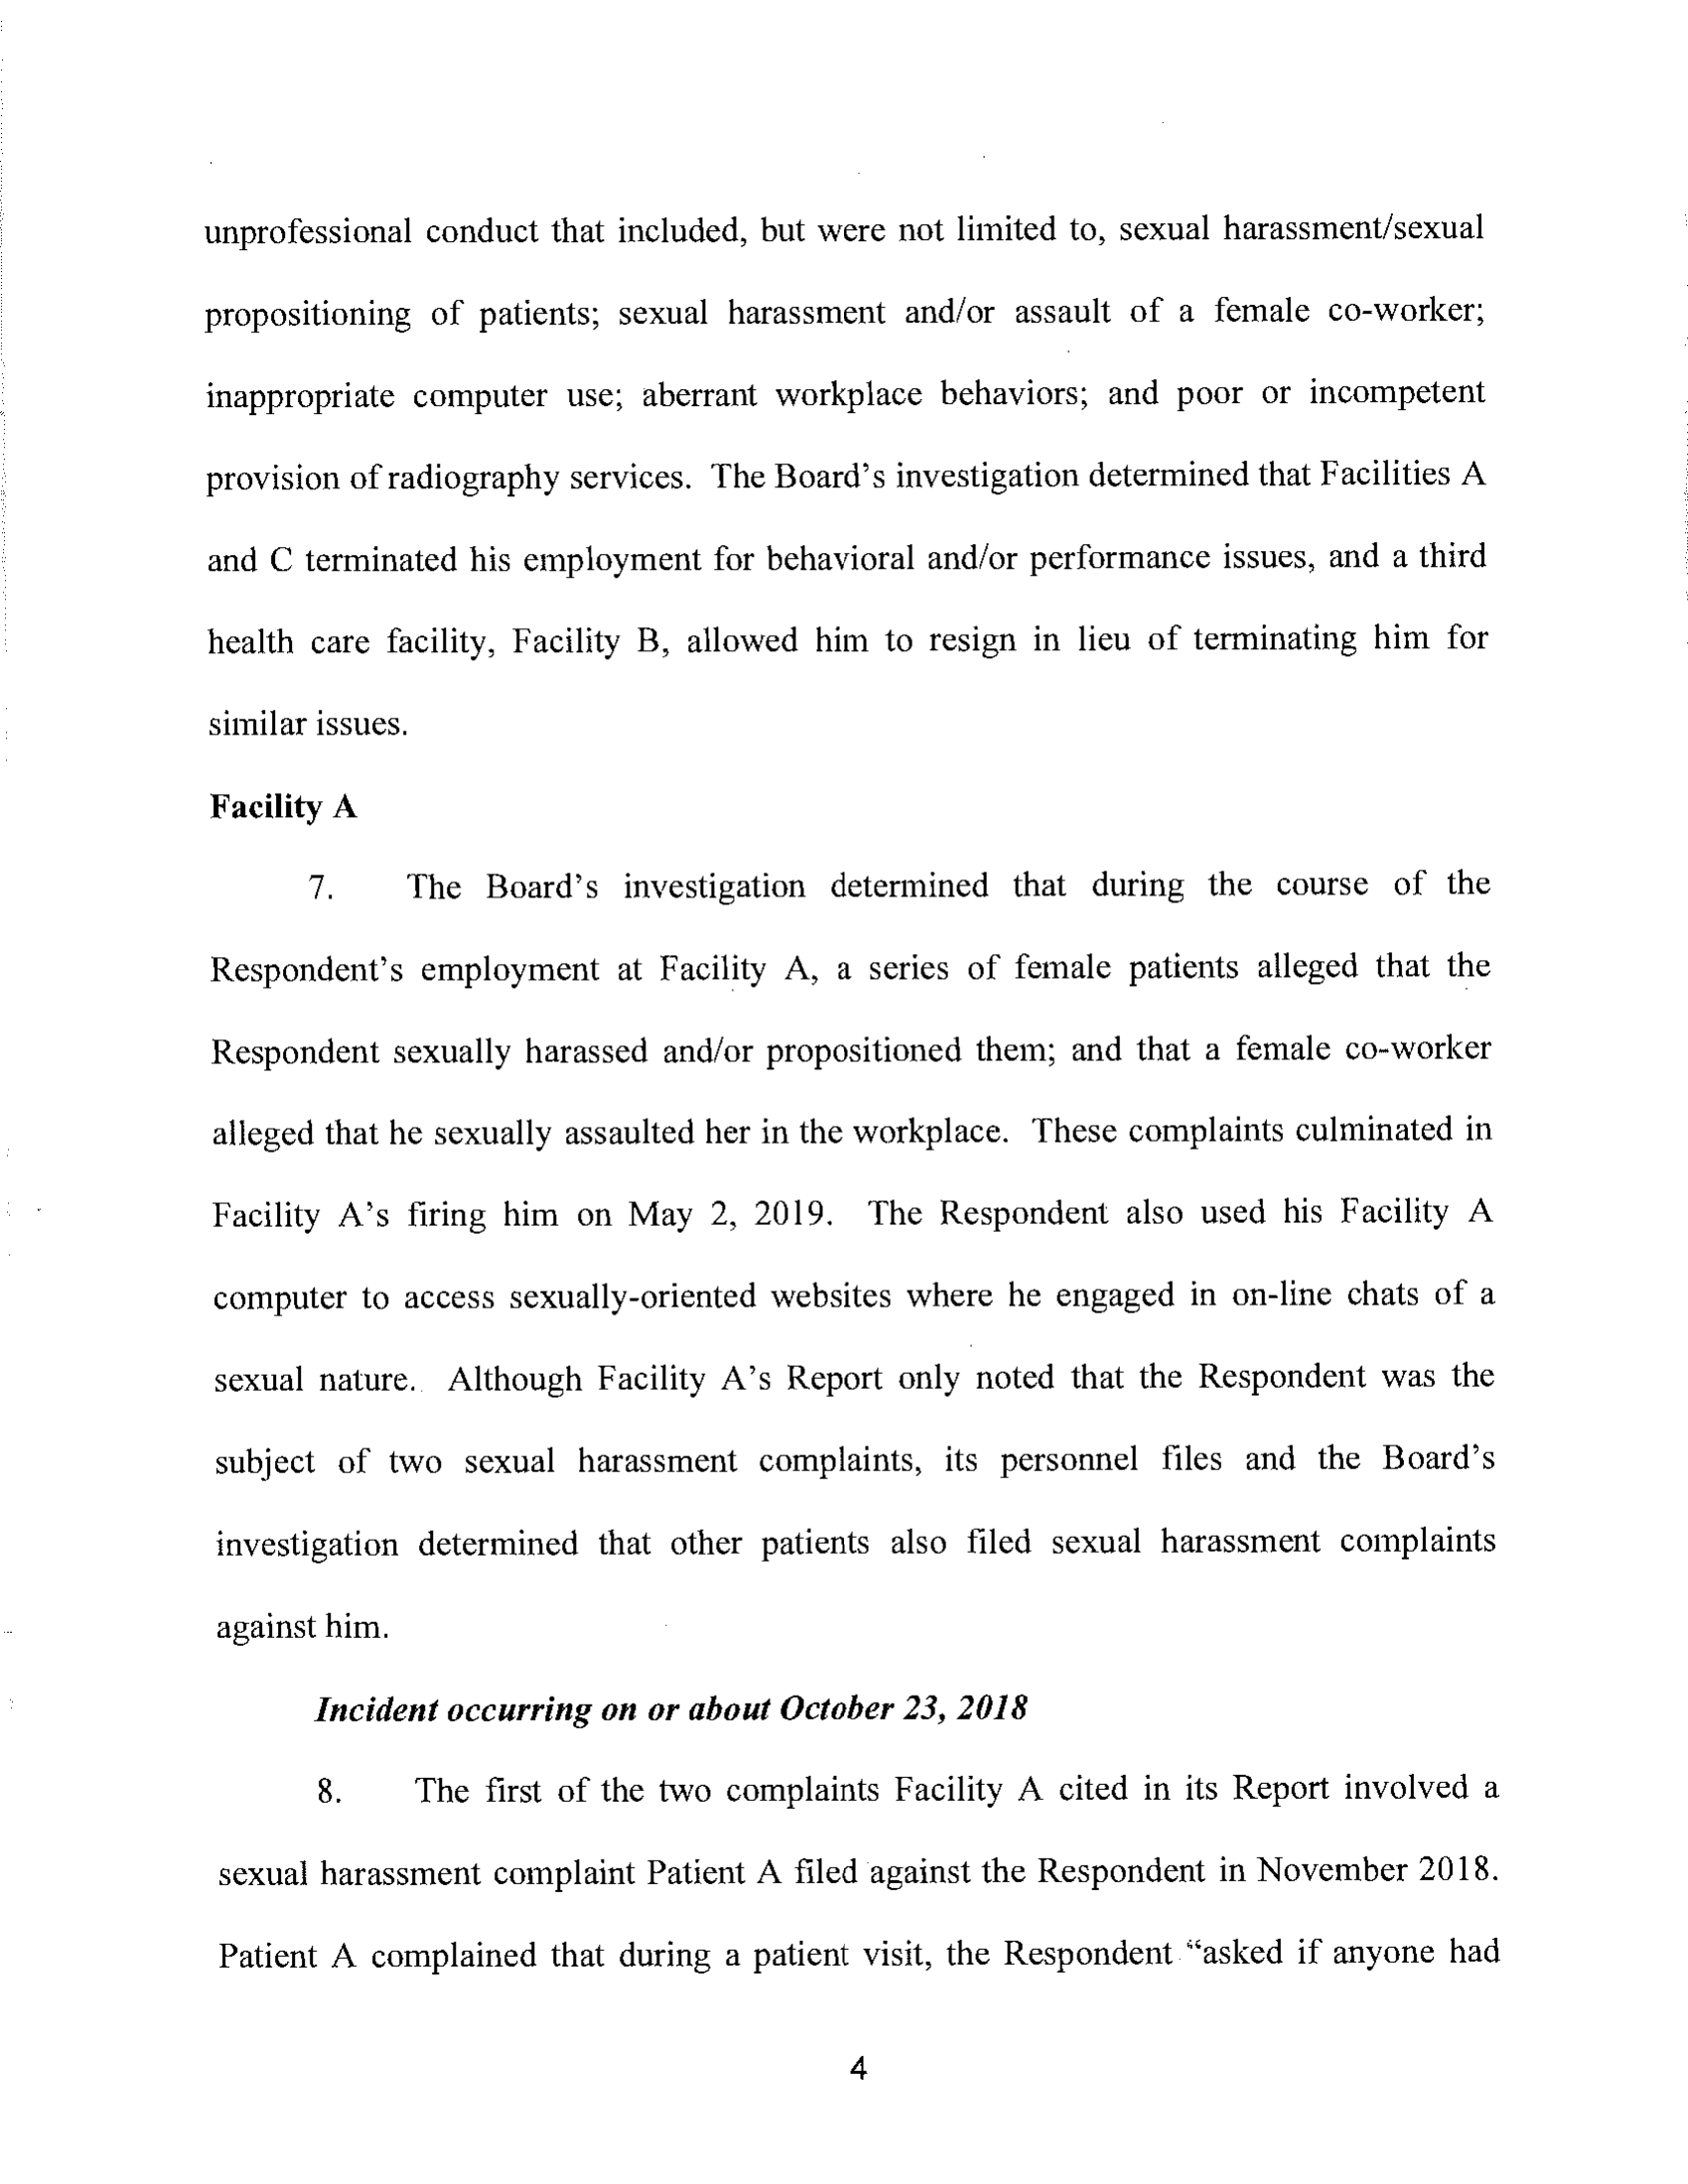 unprofessional conduct that included, but were not limited to, sexual harassment/sexual
propositioning of patients; sexual harassment and/or assault of a female co-worker;
inappropriate computer use; aberrant workplace behaviors; and poor or incompetent
provision of radiography services. The Board's investigation determined that Facilities A
and C terminated his employment for behavioral and/or performance issues, and a third
health care facility, Facility B, allowed him to resign in lieu of terminating him for
similar issues.
Facility A
7. The Board's investigation determined that during the course of the
Respondent's employment at Facility A, a series of female patients alleged that the
Respondent sexually harassed and/or propositioned them; and that a female co-worker
alleged that he sexually assaulted her in the workplace. These complaints culminated in
Facility A's firing him on May 2, 2019. The Respondent also used his Facility A
computer to access sexually-oriented websites where he engaged in on-line chats of a
sexual nature. Although Facility A's Report only noted that the Respondent was the
subject of two sexual harassment complaints, its personnel files and the Board's
investigation determined that other patients also filed sexual harassment complaints
against him.
Incident occurring on or about October 23, 2018
8. The first of the two complaints Facility A cited in its Report involved a
sexual harassment complaint Patient A filed against the Respondent in November 2018.
Patient A complained that during a patient visit, the Respondent "asked if anyone had
4